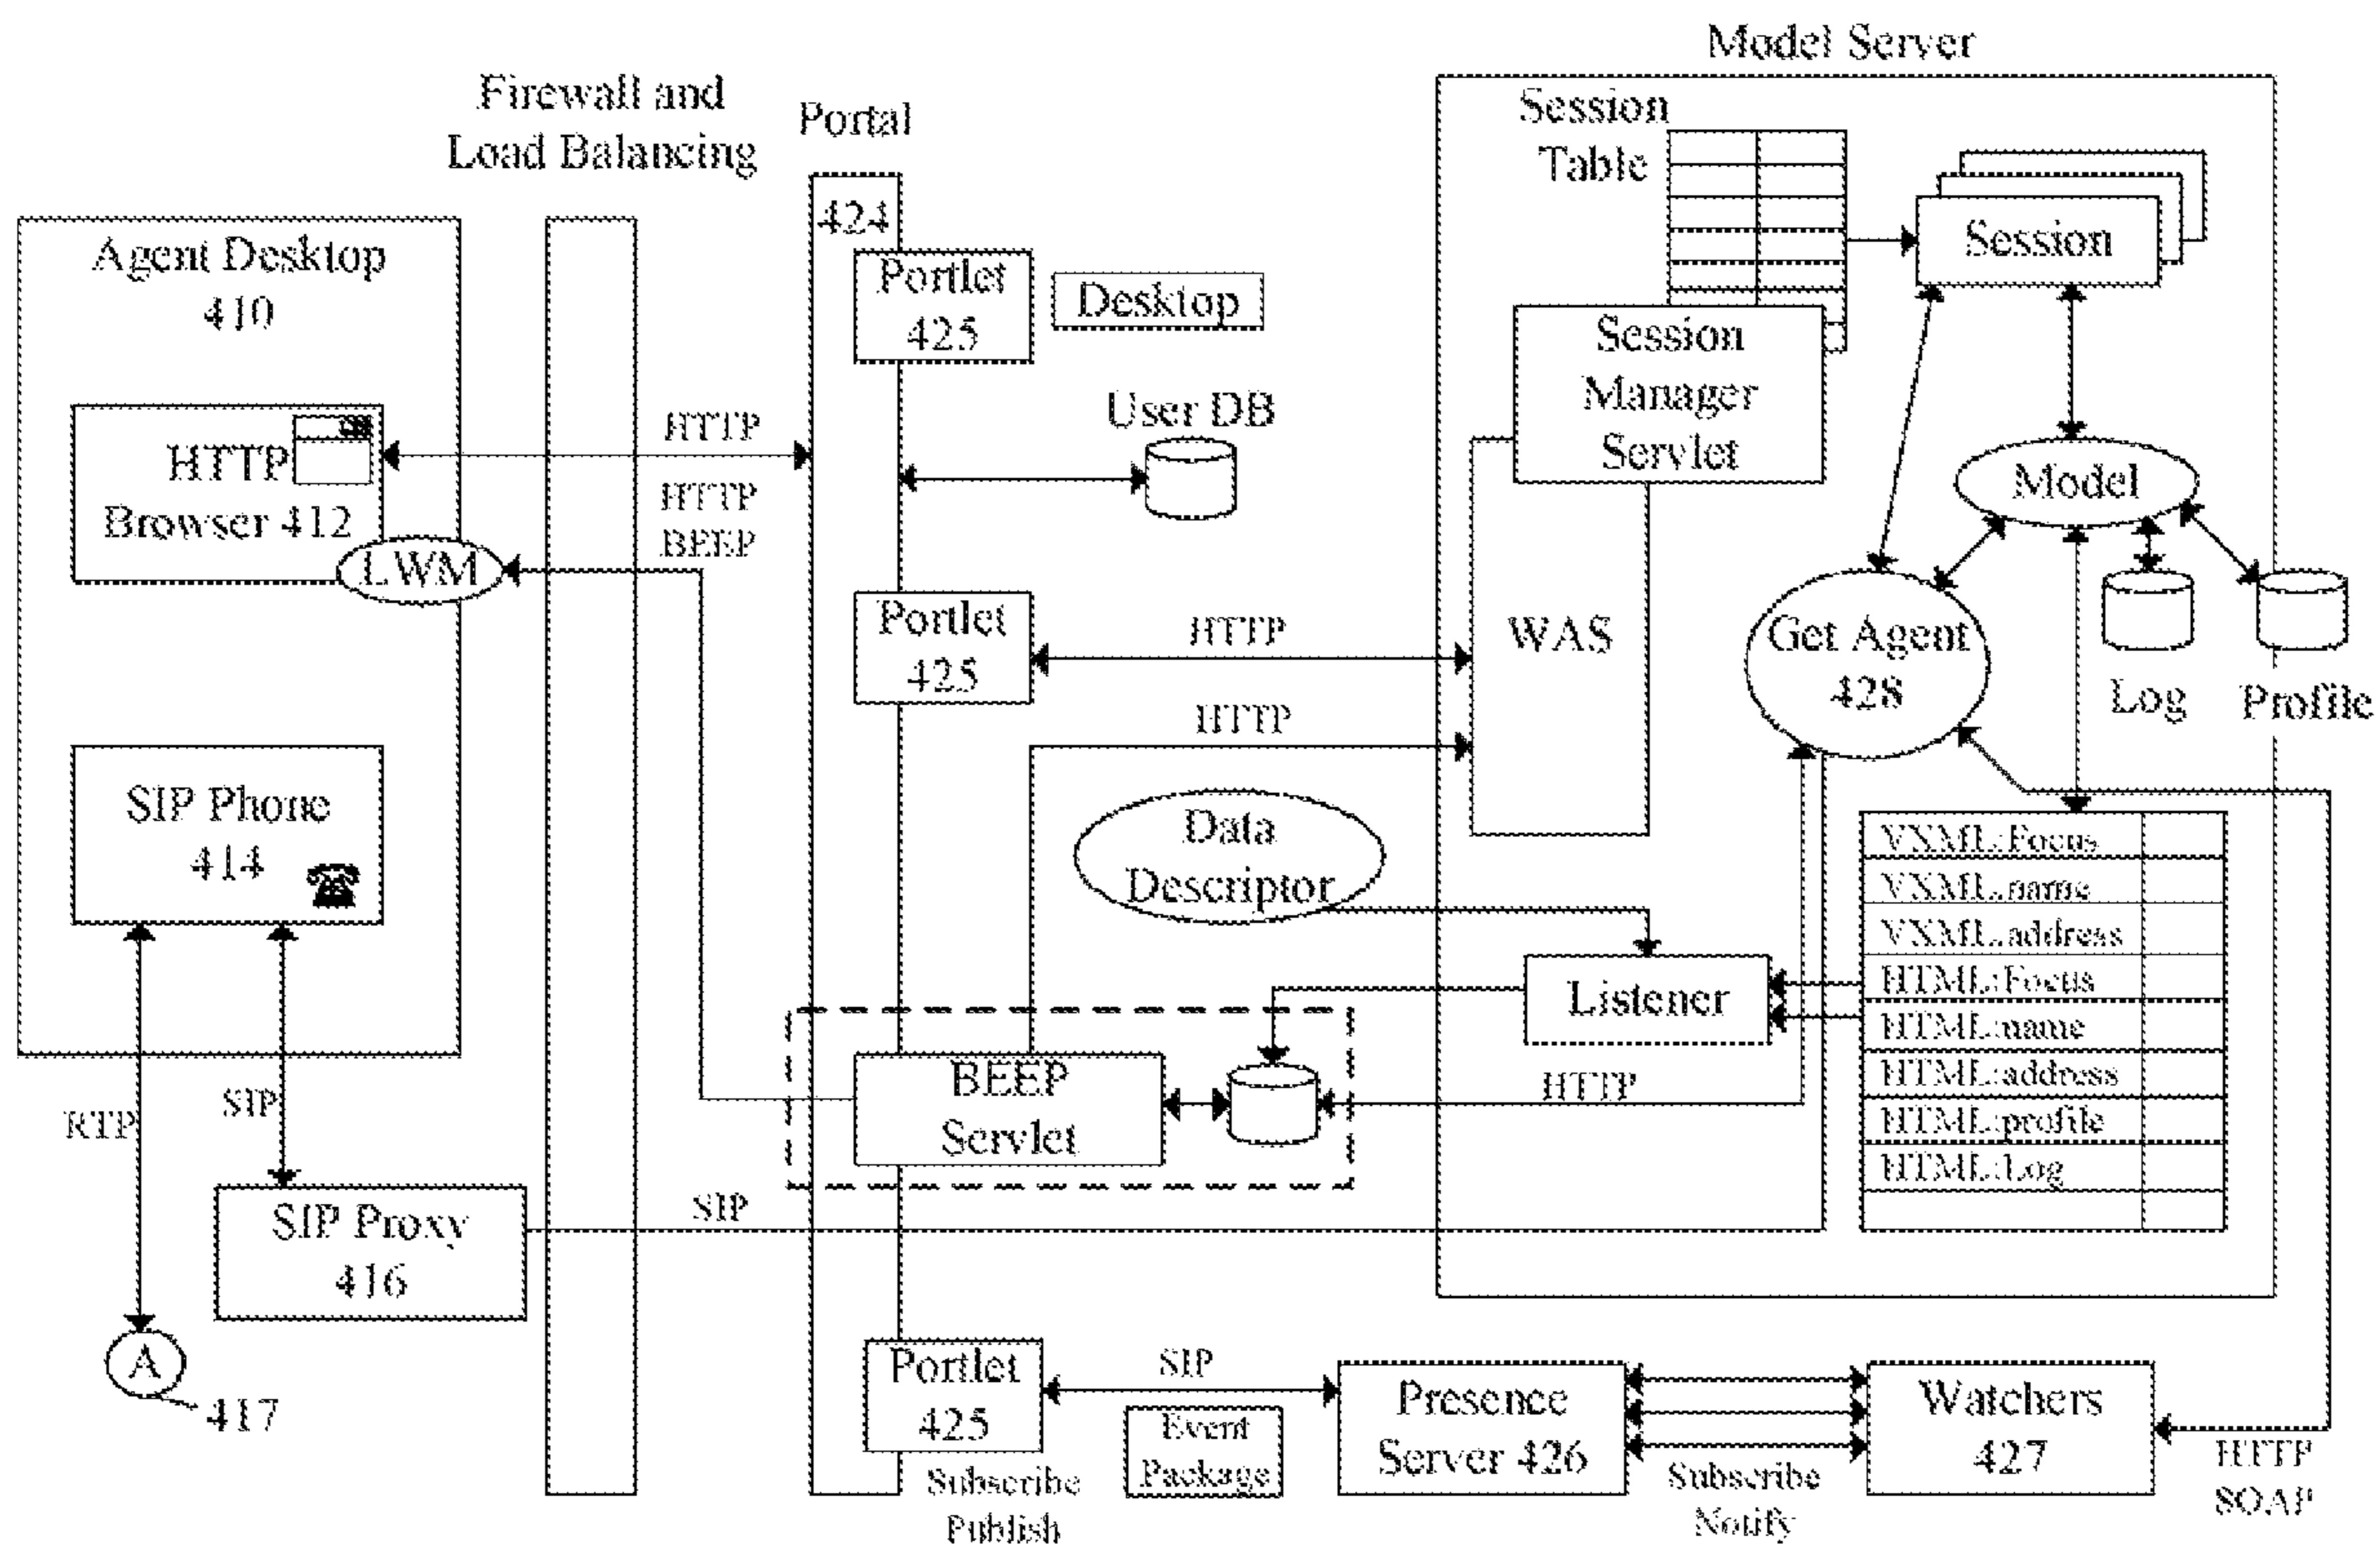 Model Server
Firewall and
Load Balancing
Portal
Session
Table
424
Agent Desktop
410
Portlet
425
Desktop
Session
Session
Manager
Servlet
User DB
HTTP
HTTP
Browser 412
HTTP
BEEP
LWM
Model
Portlet
425
HTTP
WAS
Get Agent
428
Log
Profile
HTTP
SIP Phone
414
Data
Descriptor
VXML:Focus
VXML.name
VXML.address
HTML:Focus
HTML:name
HTML:address
HTML:profile
HTML:Log
Listener
BEEP
Servlet
HTTP
RTP
SIP
SIP Proxy
416
SIP
A
417
Portlet
425
SIP
Event
Package
Subscribe
Publish
Presence
Server 426
Subscribe
Notify
Watchers
427
HTTP
SOAP